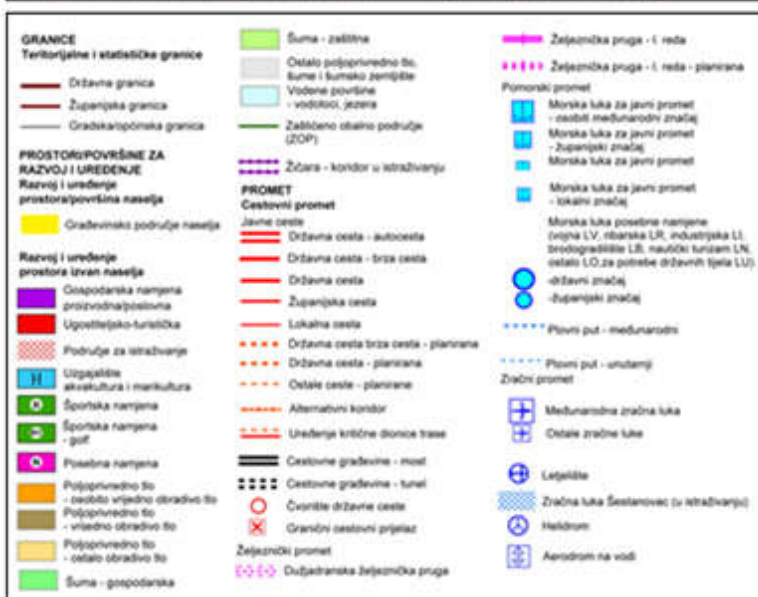 GRANICE
Teritorijalne i statističke granice
Državna granica
Županijska granica
Gradska/općinska granica
PROSTORI/POVRŠINE ZA
RAZVOJ I UREĐENJE
Razvoj i uređenje
prostora/površina naselja
Građevinsko područje naselja
Razvoj i uređenje
prostora izvan naselja
Gospodarska namjena
proizvodna/poslovna
Ugostiteljsko-turistička
Područje za istraživanje
H
Uzgajalište
akvakultura i marikultura
Športska namjena
Športska namjena
- golf
N
Posebna namjena
Poljoprivredno tlo
- osobito vrijedno obradivo tlo
Poljoprivredno tlo
- vrijedno obradivo tlo
Poljoprivredno tlo
- ostalo obradivo tlo
Šuma - gospodarska
Šuma - zaštitna
Ostalo poljoprivredno tlo,
šume i šumsko zemljište
Vodene površine
- vodotoci, jezera
Zaštićeno obalno područje
(ZOP)
Žičara - koridor u istraživanju
PROMET
Cestovni promet
Javne ceste
Državna cesta - autocesta
Državna cesta - brza cesta
Državna cesta
Županijska cesta
Lokalna cesta
Državna cesta brza cesta - planirana
Državna cesta - planirana
Ostale ceste - planirane
Alternativni koridor
Uređenje kritične dionice trase
Cestovne građevine - most
Cestovne građevine - tunel
Čvorište državne ceste
Granični cestovni prijelaz
Željeznički promet
Dužjadranska željeznička pruga
Željeznička pruga - I. reda
Željeznička pruga - I. reda - planirana
Pomorski promet
Morska luka za javni promet
- osobiti međunarodni značaj
Morska luka za javni promet
- županijski značaj
Morska luka za javni promet
Morska luka za javni promet
- lokalni značaj
Morska luka posebne namjene
(vojna LV, ribarska LR, industrijska LI,
brodogradilište LB, nautički turizam LN,
ostalo LO,za potrebe državnih tijela LU)
-državni značaj
-županijski značaj
Plovni put - međunarodni
Plovni put - unutarnji
Zračni promet
Međunarodna zračna luka
Ostale zračne luke
Letjelište
Zračna luka Šestanovac (u istraživanju)
Helidrom
Aerodrom na vodi